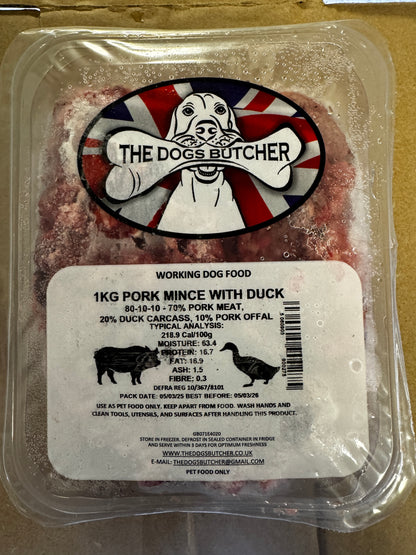 THE DOGS BUTCHER
WORKING DOG FOOD
1KG PORK MINCE WITH DUCK
80-10-10 - 70% PORK MEAT,
20% DUCK CARCASS, 10% PORK OFFAL
TYPICAL ANALYSIS:
218.9 Cal/100g
MOISTURE: 63.4
PROTEIN: 16.7
FAT: 16.9
ASH: 1.5
FIBRE: 0.3
DEFRA REG 10/367/8101
PACK DATE: 05/03/25 BEST BEFORE: 05/03/26
USE AS PET FOOD ONLY. KEEP APART FROM FOOD. WASH HANDS AND
CLEAN TOOLS, UTENSILS, AND SURFACES AFTER HANDLING THIS PRODUCT.
GB071E4020
STORE IN FREEZER. DEFROST IN SEALED CONTAINER IN FRIDGE
AND SERVE WITHIN 3 DAYS FOR OPTIMUM FRESHNESS
WWW.THEDOGSBUTCHER.CO.UK
E-MAIL: THEDOGSBUTCHER@GMAIL.COM
PET FOOD ONLY